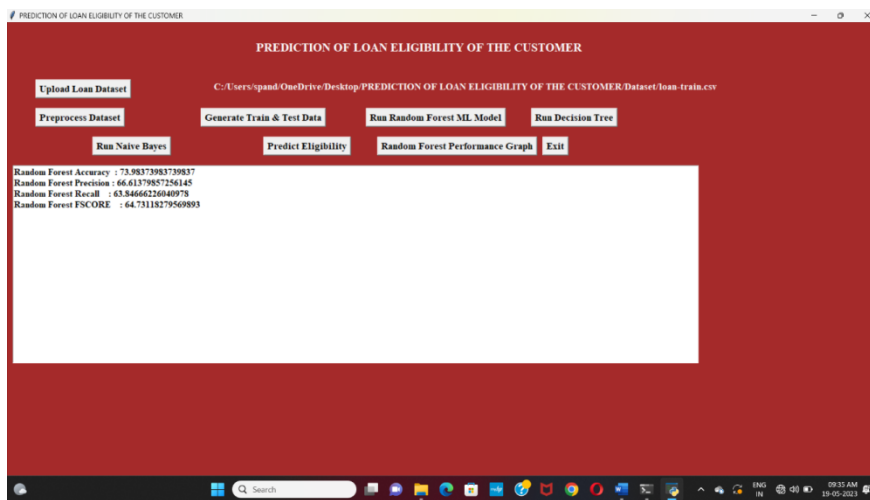 PREDICTION OF LOAN ELIGIBILITY OF THE CUSTOMER
PREDICTION OF LOAN ELIGIBILITY OF THE CUSTOMER
Upload Loan Dataset C:/Users/spand/OneDrive/Desktop/PREDICTION OF LOAN ELIGIBILITY OF THE CUSTOMER/Dataset/loan-train.csv
Preprocess Dataset Generate Train & Test Data Run Random Forest ML Model Run Decision Tree
Run Naive Bayes Predict Eligibility Random Forest Performance Graph Exit
Random Forest Accuracy : 73.98373983739837
Random Forest Precision : 66.61379857256145
Random Forest Recall : 63.84666226040978
Random Forest FSCORE : 64.73118279569893
Search ENG 09:35 AM
IN 19-05-2023